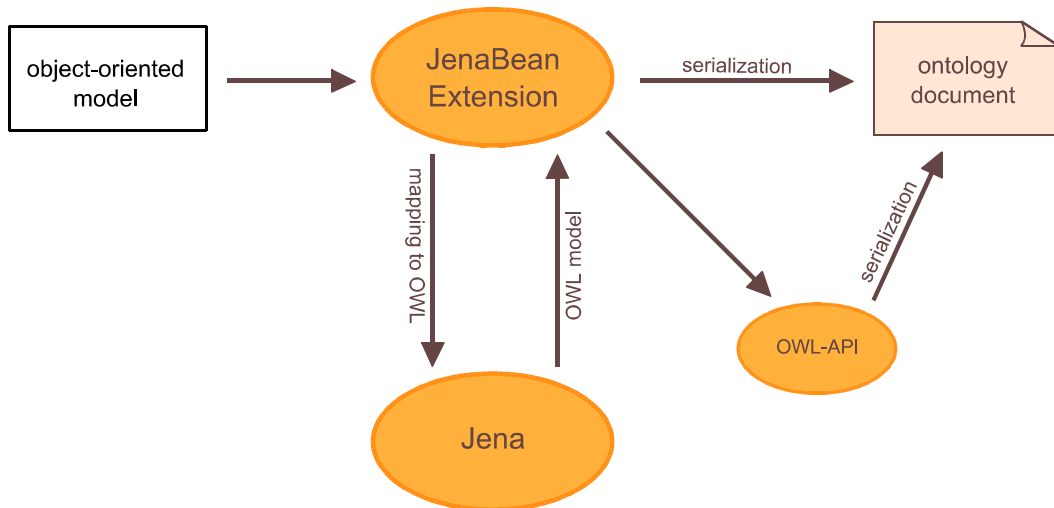 object-oriented
model
JenaBean
Extension
serialization
ontology
document
mapping to OWL
OWL model
serialization
OWL-API
Jena